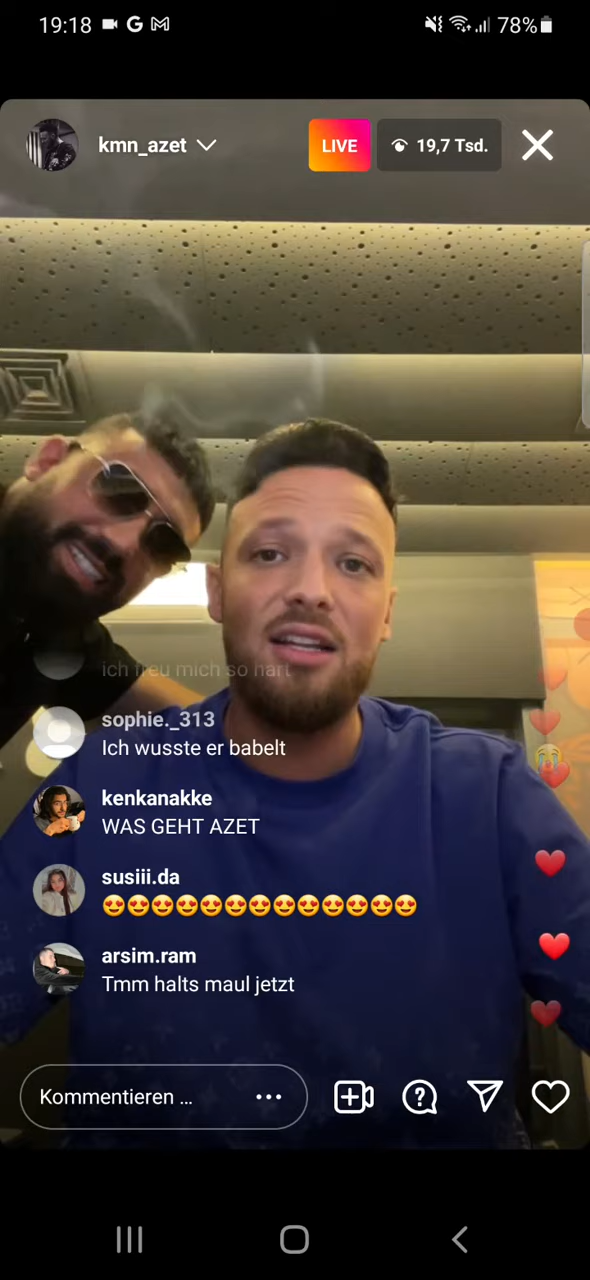 19:18
78%
kmn_azet
LIVE
19,7 Tsd.
ich freu mich so hart
sophie._313
Ich wusste er babelt
kenkanakke
WAS GEHT AZET
susiii.da
😍😍😍😍😍😍😍😍😍😍😍😍😍
arsim.ram
Tmm halts maul jetzt
Kommentieren ...